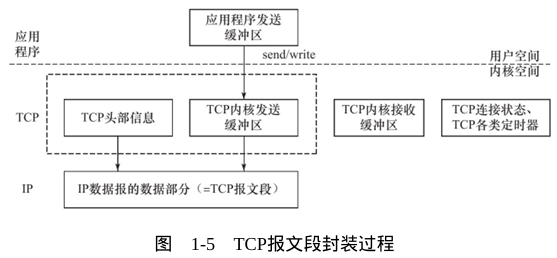 应用程序发送
缓冲区
应用
程序
send/write
用户空间
内核空间
TCP
TCP头部信息
TCP内核发送
缓冲区
TCP内核接收
缓冲区
TCP连接状态、
TCP各类定时器
IP
IP数据报的数据部分（=TCP报文段）
图 1-5 TCP报文段封装过程